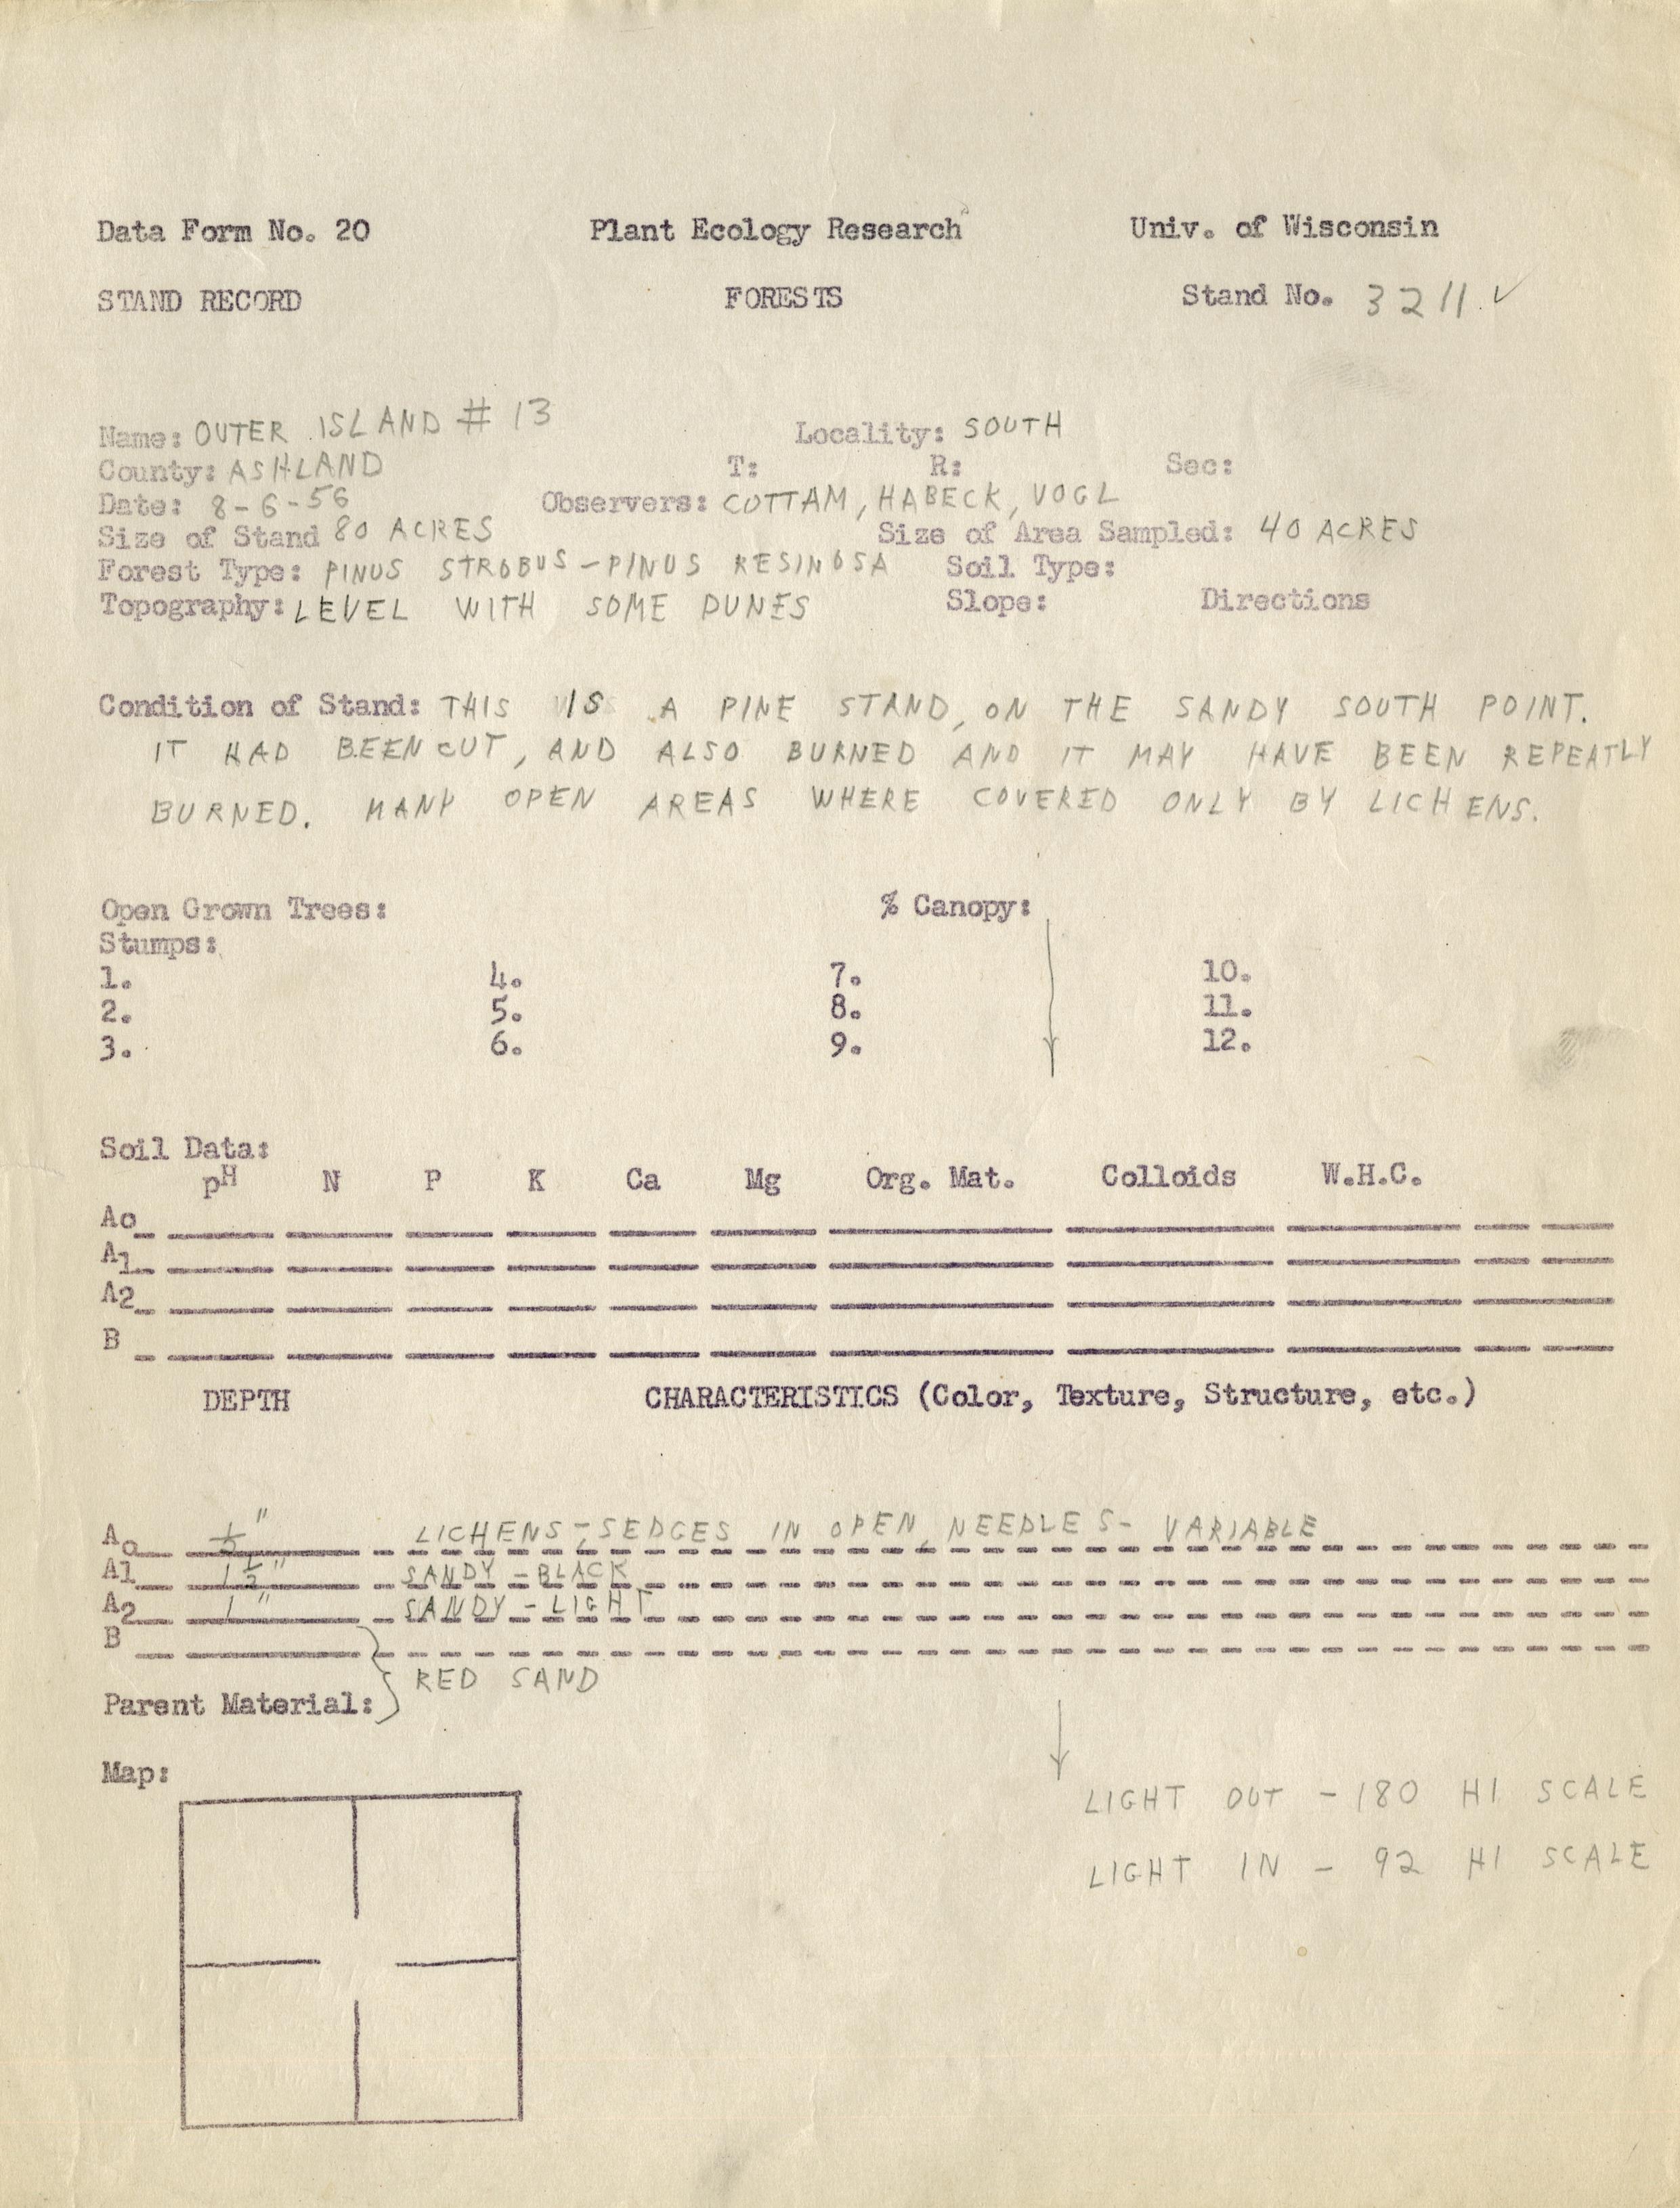 Data Form No. 20 Plant Ecology Research Univ. of Wisconsin
STAND RECORD FORESTS Stand No. 3211 ✓
Name: OUTER ISLAND # 13 Locality: SOUTH
County: ASHLAND T: R: Sec:
Date: 8-6-56 Observers: COTTAM, HABECK, VOGL
Size of Stand 80 ACRES Size of Area Sampled: 40 ACRES
Forest Type: PINUS STROBUS-PINUS RESINOSA Soil Type:
Topography: LEVEL WITH SOME DUNES Slope: Directions
Condition of Stand: THIS IS A PINE STAND, ON THE SANDY SOUTH POINT.
IT HAD BEEN CUT, AND ALSO BURNED AND IT MAY HAVE BEEN REPEATLY
BURNED. MANY OPEN AREAS WHERE COVERED ONLY BY LICHENS.
Open Grown Trees: % Canopy:
Stumps:
1. 4. 7. 10.
2. 5. 8. 11.
3. 6. 9. 12.
Soil Data:
pH N P K Ca Mg Org. Mat. Colloids W.H.C.
Ao
A1
A2
B
DEPTH CHARACTERISTICS (Color, Texture, Structure, etc.)
Ao " LICHENS-SEDGES IN OPEN, NEEDLES- VARIABLE
A1 1 1/2" SANDY - BLACK
A2 1" SANDY - LIGHT
B
RED SAND
Parent Material:
Map:
LIGHT OUT - 180 HI SCALE
LIGHT IN - 92 HI SCALE